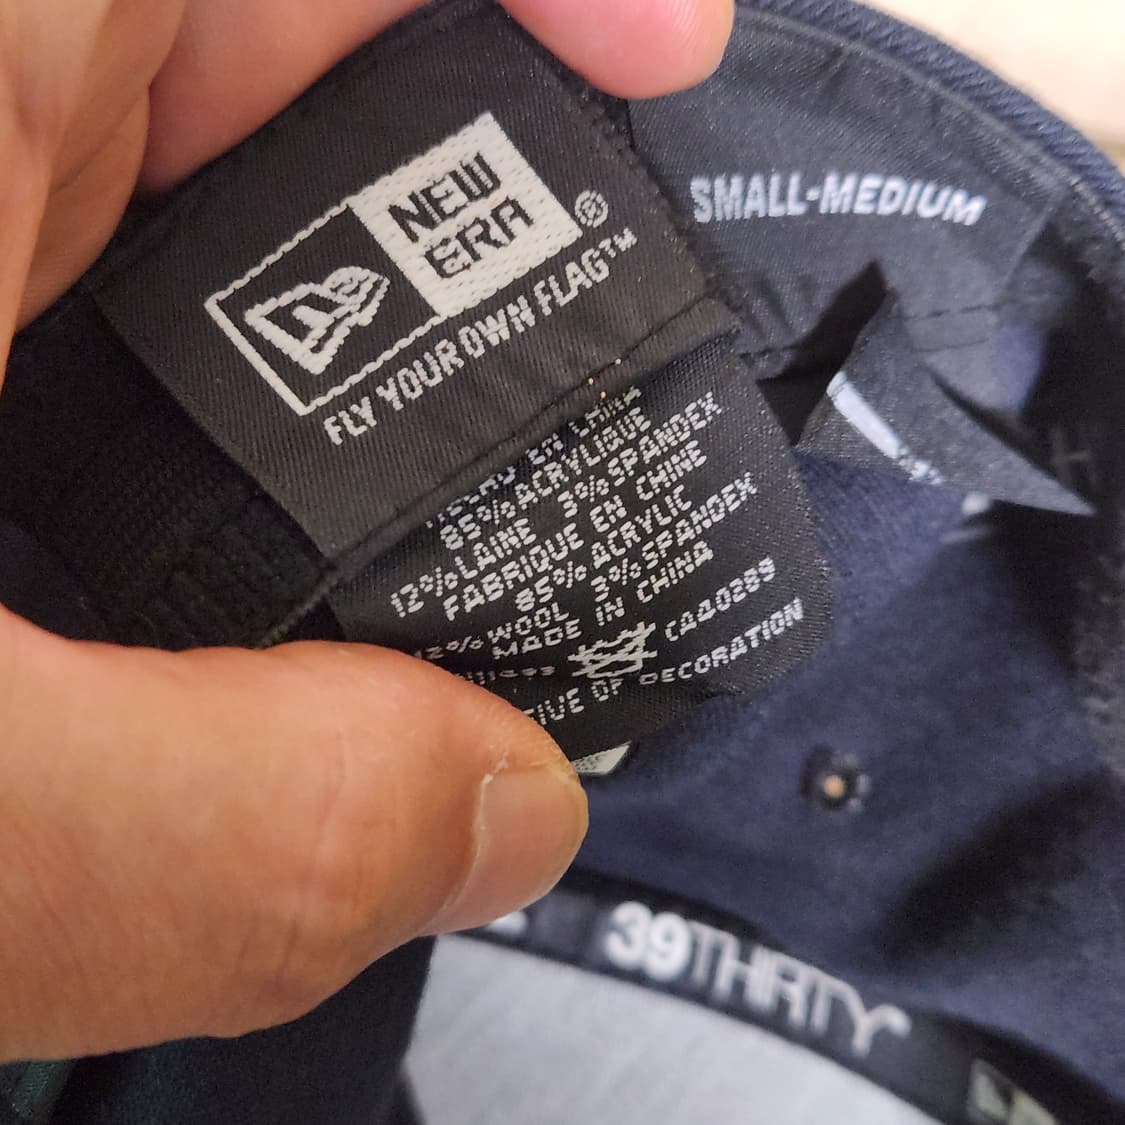 NEW
ERA
®
FLY YOUR OWN FLAG™
SMALL-MEDIUM
EN
85% ACRYLIQUE
12% LAINE 3% SPANDEX
FABRIQUE EN CHINE
85% ACRYLIC
12% WOOL 3% SPANDEX
MADE IN CHINA
CA40289
OF DECORATION
39THIRTY